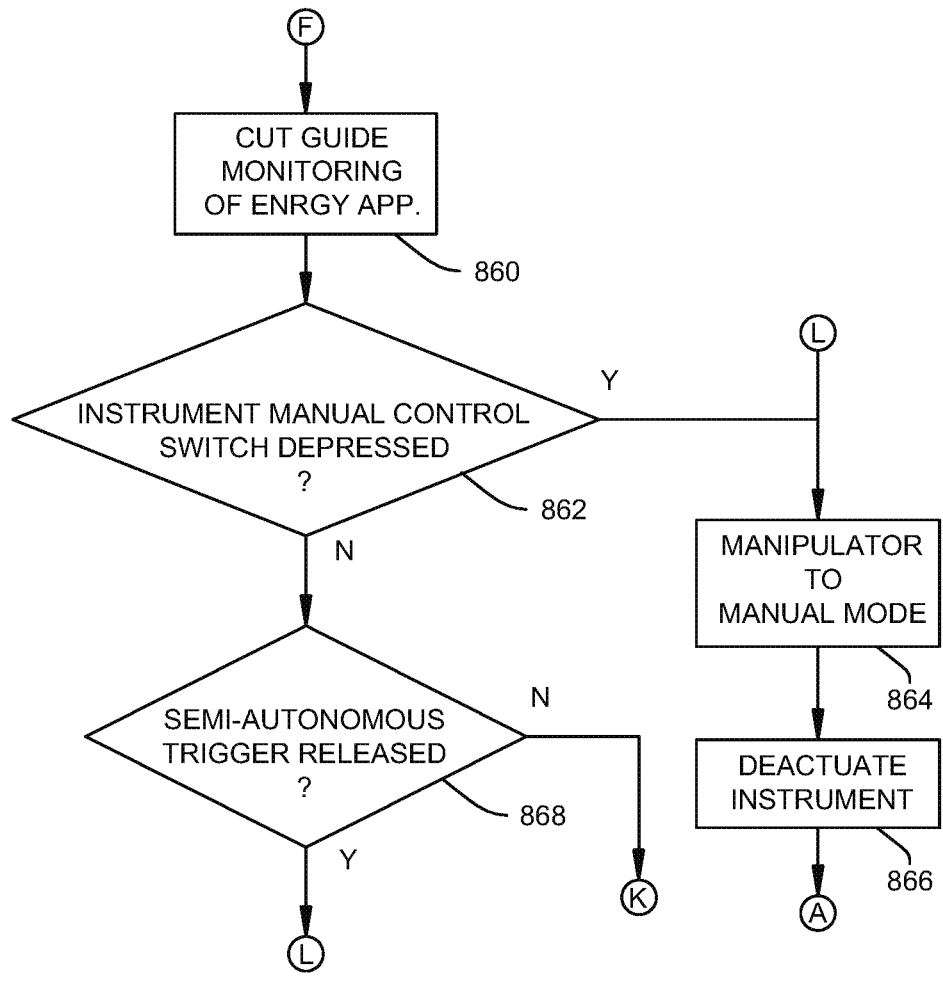 F
CUT GUIDE
MONITORING
OF ENRGY APP.
860
INSTRUMENT MANUAL CONTROL
SWITCH DEPRESSED
?
862
Y
N
L
MANIPULATOR
TO
MANUAL MODE
864
DEACTUATE
INSTRUMENT
866
A
SEMI-AUTONOMOUS
TRIGGER RELEASED
?
868
N
K
Y
L